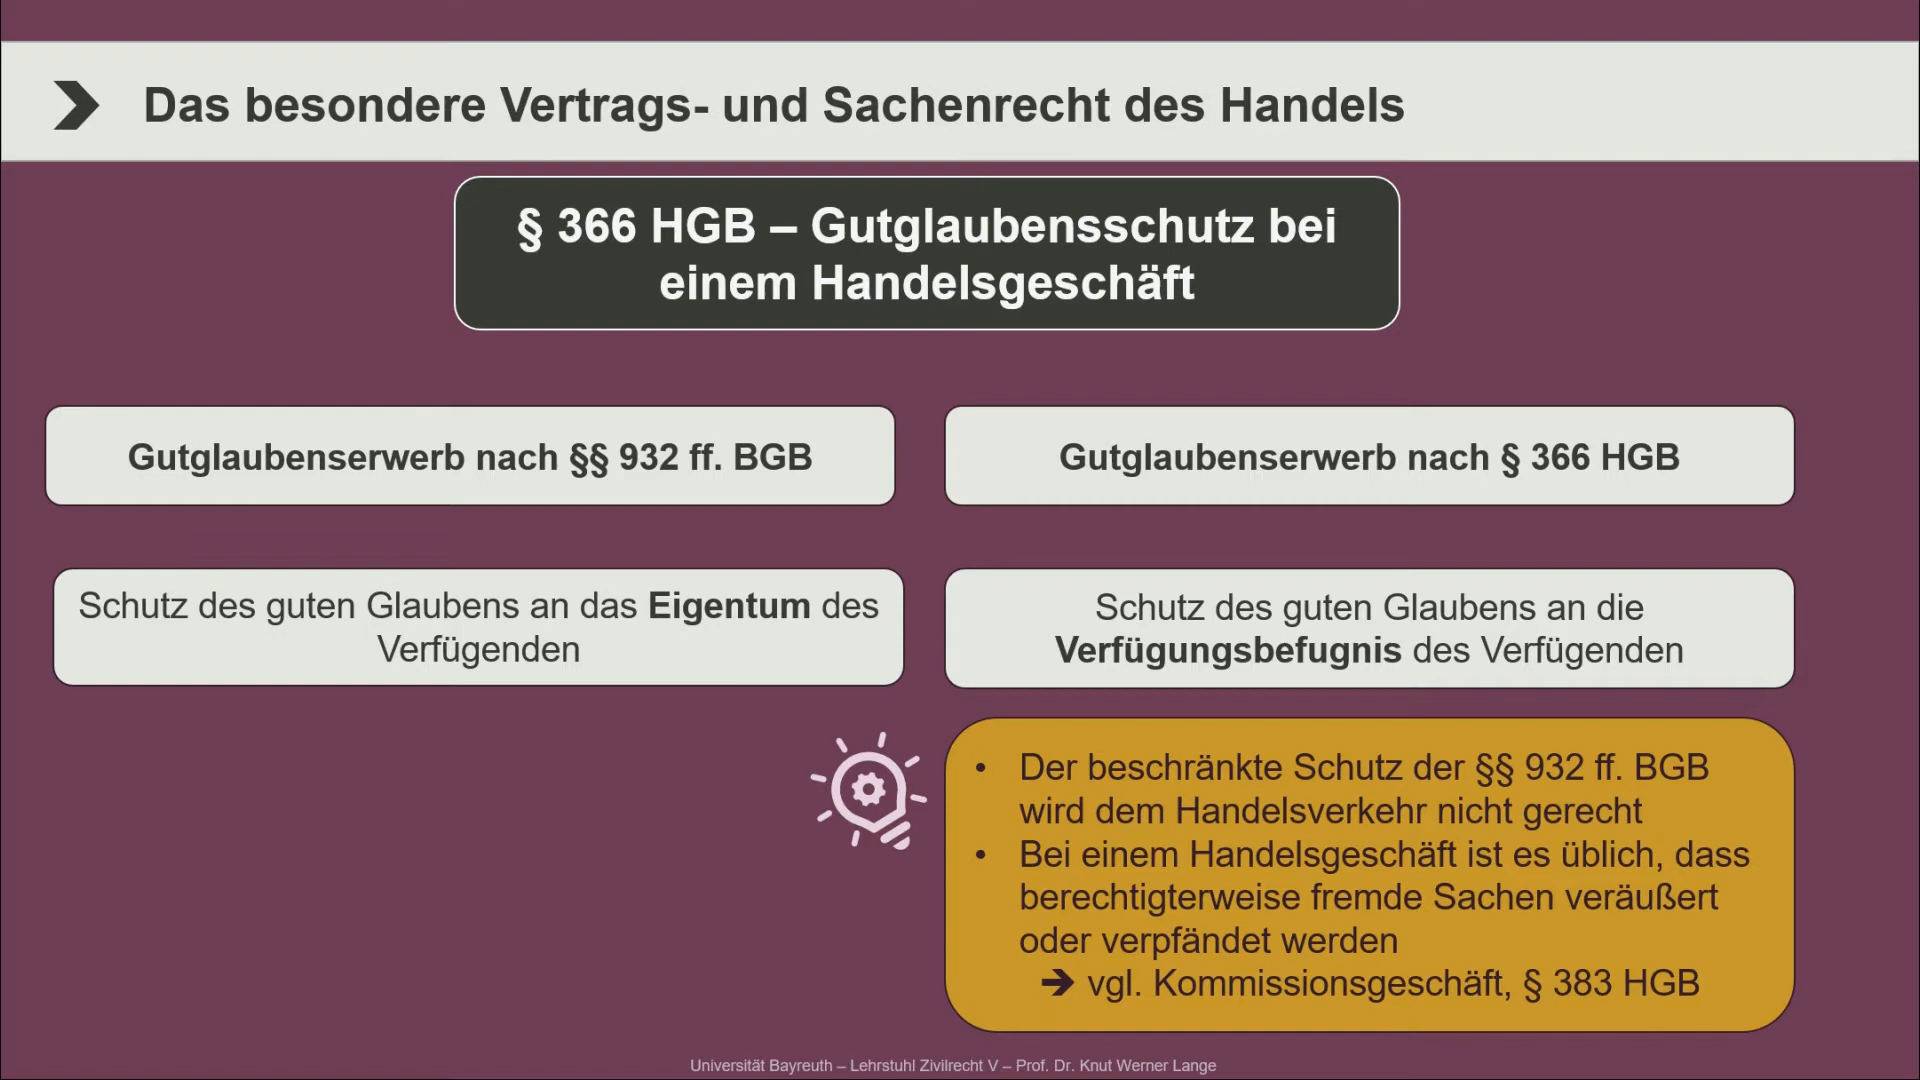 Das besondere Vertrags- und Sachenrecht des Handels
§ 366 HGB – Gutglaubensschutz bei
einem Handelsgeschäft
Gutglaubenserwerb nach §§ 932 ff. BGB
Gutglaubenserwerb nach § 366 HGB
Schutz des guten Glaubens an das Eigentum des
Verfügenden
Schutz des guten Glaubens an die
Verfügungsbefugnis des Verfügenden
• Der beschränkte Schutz der §§ 932 ff. BGB
wird dem Handelsverkehr nicht gerecht
• Bei einem Handelsgeschäft ist es üblich, dass
berechtigterweise fremde Sachen veräußert
oder verpfändet werden
➔ vgl. Kommissionsgeschäft, § 383 HGB
Universität Bayreuth – Lehrstuhl Zivilrecht V – Prof. Dr. Knut Werner Lange